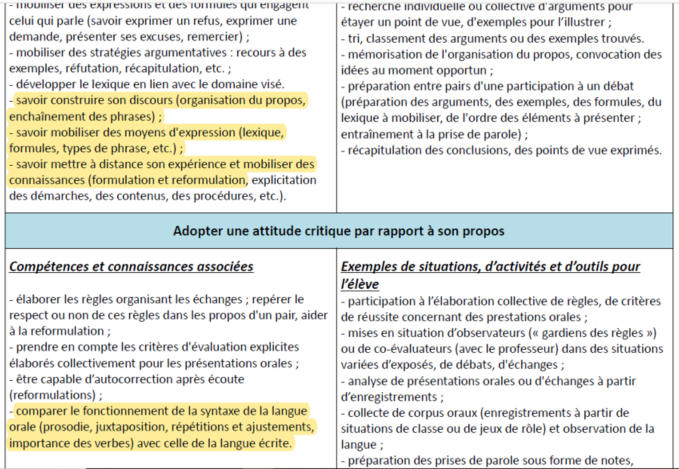 - mobiliser des expressions et des formules qui engagent
celui qui parle (savoir exprimer un refus, exprimer une
demande, présenter ses excuses, remercier) ;
- mobiliser des stratégies argumentatives : recours à des
exemples, réfutation, récapitulation, etc. ;
- développer le lexique en lien avec le domaine visé.
- savoir construire son discours (organisation du propos,
enchaînement des phrases) ;
- savoir mobiliser des moyens d'expression (lexique,
formules, types de phrase, etc.) ;
- savoir mettre à distance son expérience et mobiliser des
connaissances (formulation et reformulation, explicitation
des démarches, des contenus, des procédures, etc.).
- recherche individuelle ou collective d'arguments pour
étayer un point de vue, d'exemples pour l'illustrer ;
- tri, classement des arguments ou des exemples trouvés.
- mémorisation de l'organisation du propos, convocation des
idées au moment opportun ;
- préparation entre pairs d'une participation à un débat
(préparation des arguments, des exemples, des formules, du
lexique à mobiliser, de l'ordre des éléments à présenter ;
entraînement à la prise de parole) ;
- récapitulation des conclusions, des points de vue exprimés.
Adopter une attitude critique par rapport à son propos
Compétences et connaissances associées
- élaborer les règles organisant les échanges ; repérer le
respect ou non de ces règles dans les propos d'un pair, aider
à la reformulation ;
- prendre en compte les critères d'évaluation explicites
élaborés collectivement pour les présentations orales ;
- être capable d'autocorrection après écoute
(reformulations) ;
- comparer le fonctionnement de la syntaxe de la langue
orale (prosodie, juxtaposition, répétitions et ajustements,
importance des verbes) avec celle de la langue écrite.
Exemples de situations, d'activités et d'outils pour
l'élève
- participation à l'élaboration collective de règles, de critères
de réussite concernant des prestations orales ;
- mises en situation d'observateurs (« gardiens des règles »)
ou de co-évaluateurs (avec le professeur) dans des situations
variées d'exposés, de débats, d'échanges ;
- analyse de présentations orales ou d'échanges à partir
d'enregistrements ;
- collecte de corpus oraux (enregistrements à partir de
situations de classe ou de jeux de rôle) et observation de la
langue ;
- préparation des prises de parole sous forme de notes,